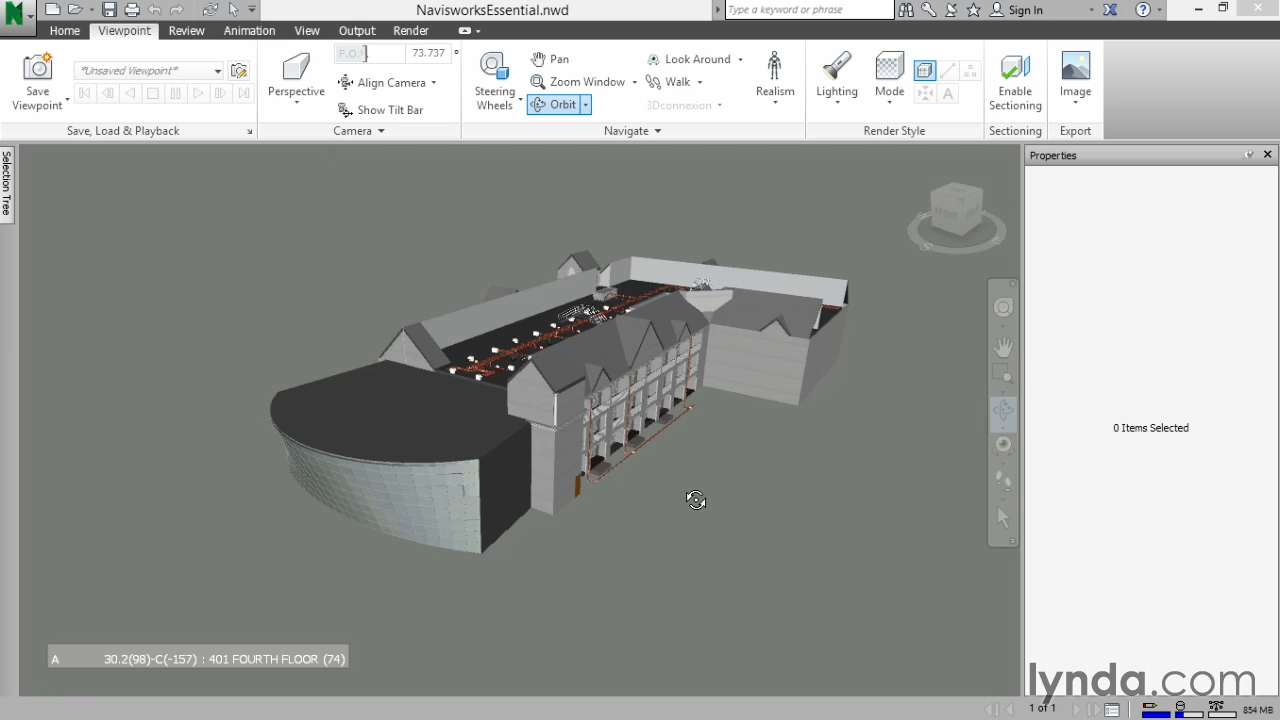 NavisworksEssential.nwd
Type a keyword or phrase
Sign In
Home Viewpoint Review Animation View Output Render
Save Viewpoint
*Unsaved Viewpoint*
Save, Load & Playback
Perspective
F.O.
73.737 °
Align Camera
Show Tilt Bar
Camera
Steering Wheels
Pan
Zoom Window
Orbit
Look Around
Walk
3Dconnexion
Navigate
Realism
Lighting
Mode
A
Render Style
Enable Sectioning
Sectioning
Image
Export
Selection Tree
Properties
0 Items Selected
A 30.2(98)-C(-157) : 401 FOURTH FLOOR (74)
lynda.com
1 of 1
854 MB